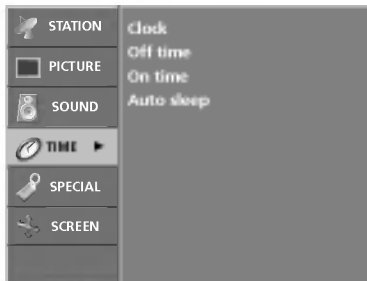 STATION
PICTURE
SOUND
TIME
SPECIAL
SCREEN
Clock
Off time
On time
Auto sleep